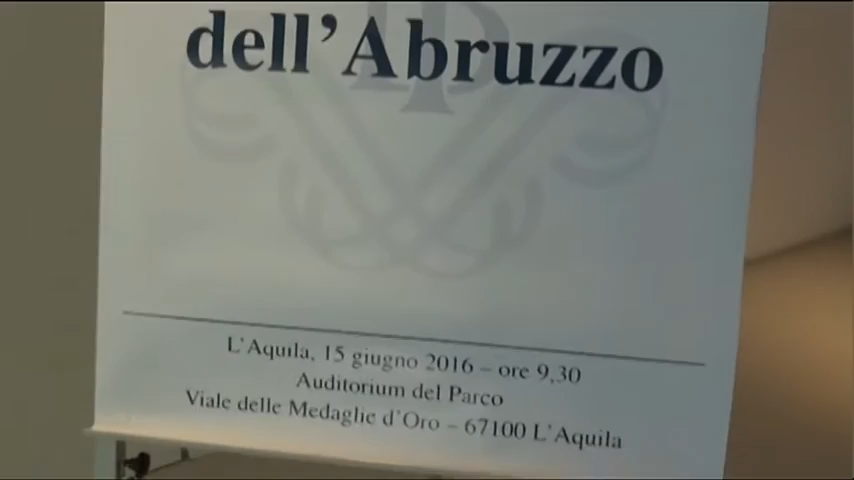 dell'Abruzzo
L'Aquila, 15 giugno 2016 – ore 9,30
Auditorium del Parco
Viale delle Medaglie d'Oro – 67100 L'Aquila